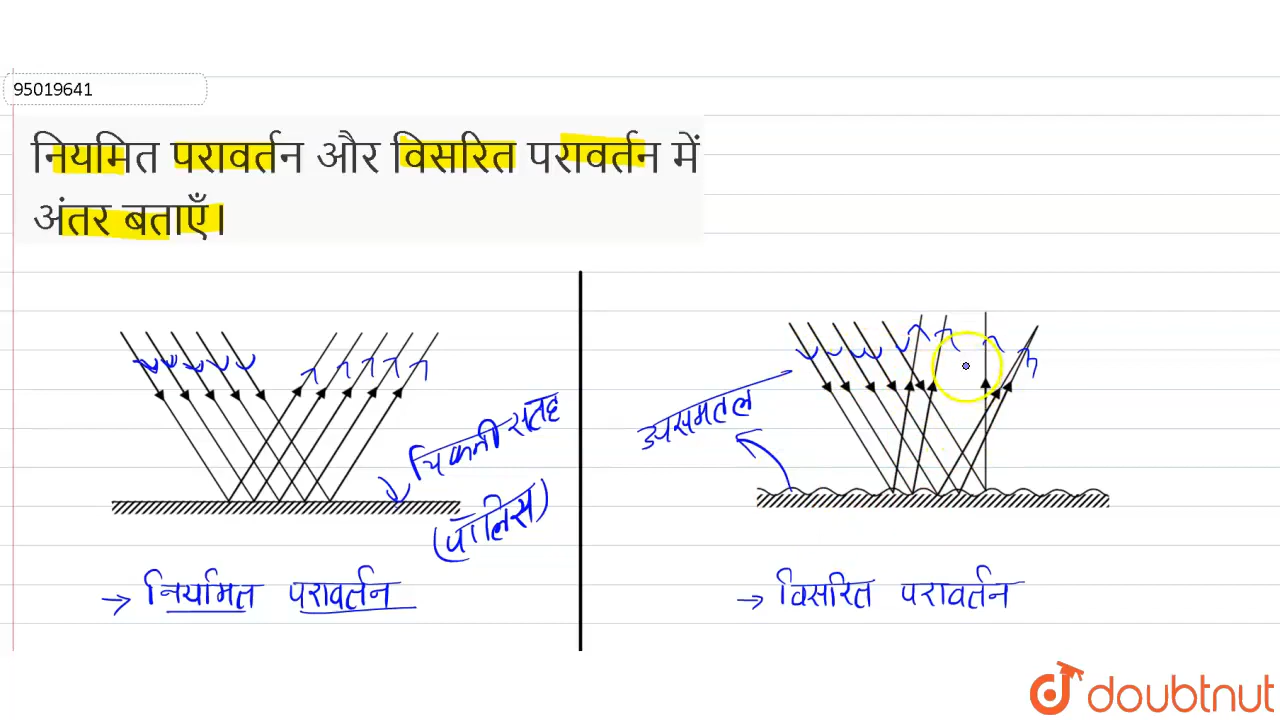 95019641
नियमित परावर्तन और विसरित परावर्तन में
अंतर बताएँ।
चिकनी सतह
(पॉलिस)
→ नियमित परावर्तन
उपसमतल
→ विसरित परावर्तन
doubtnut